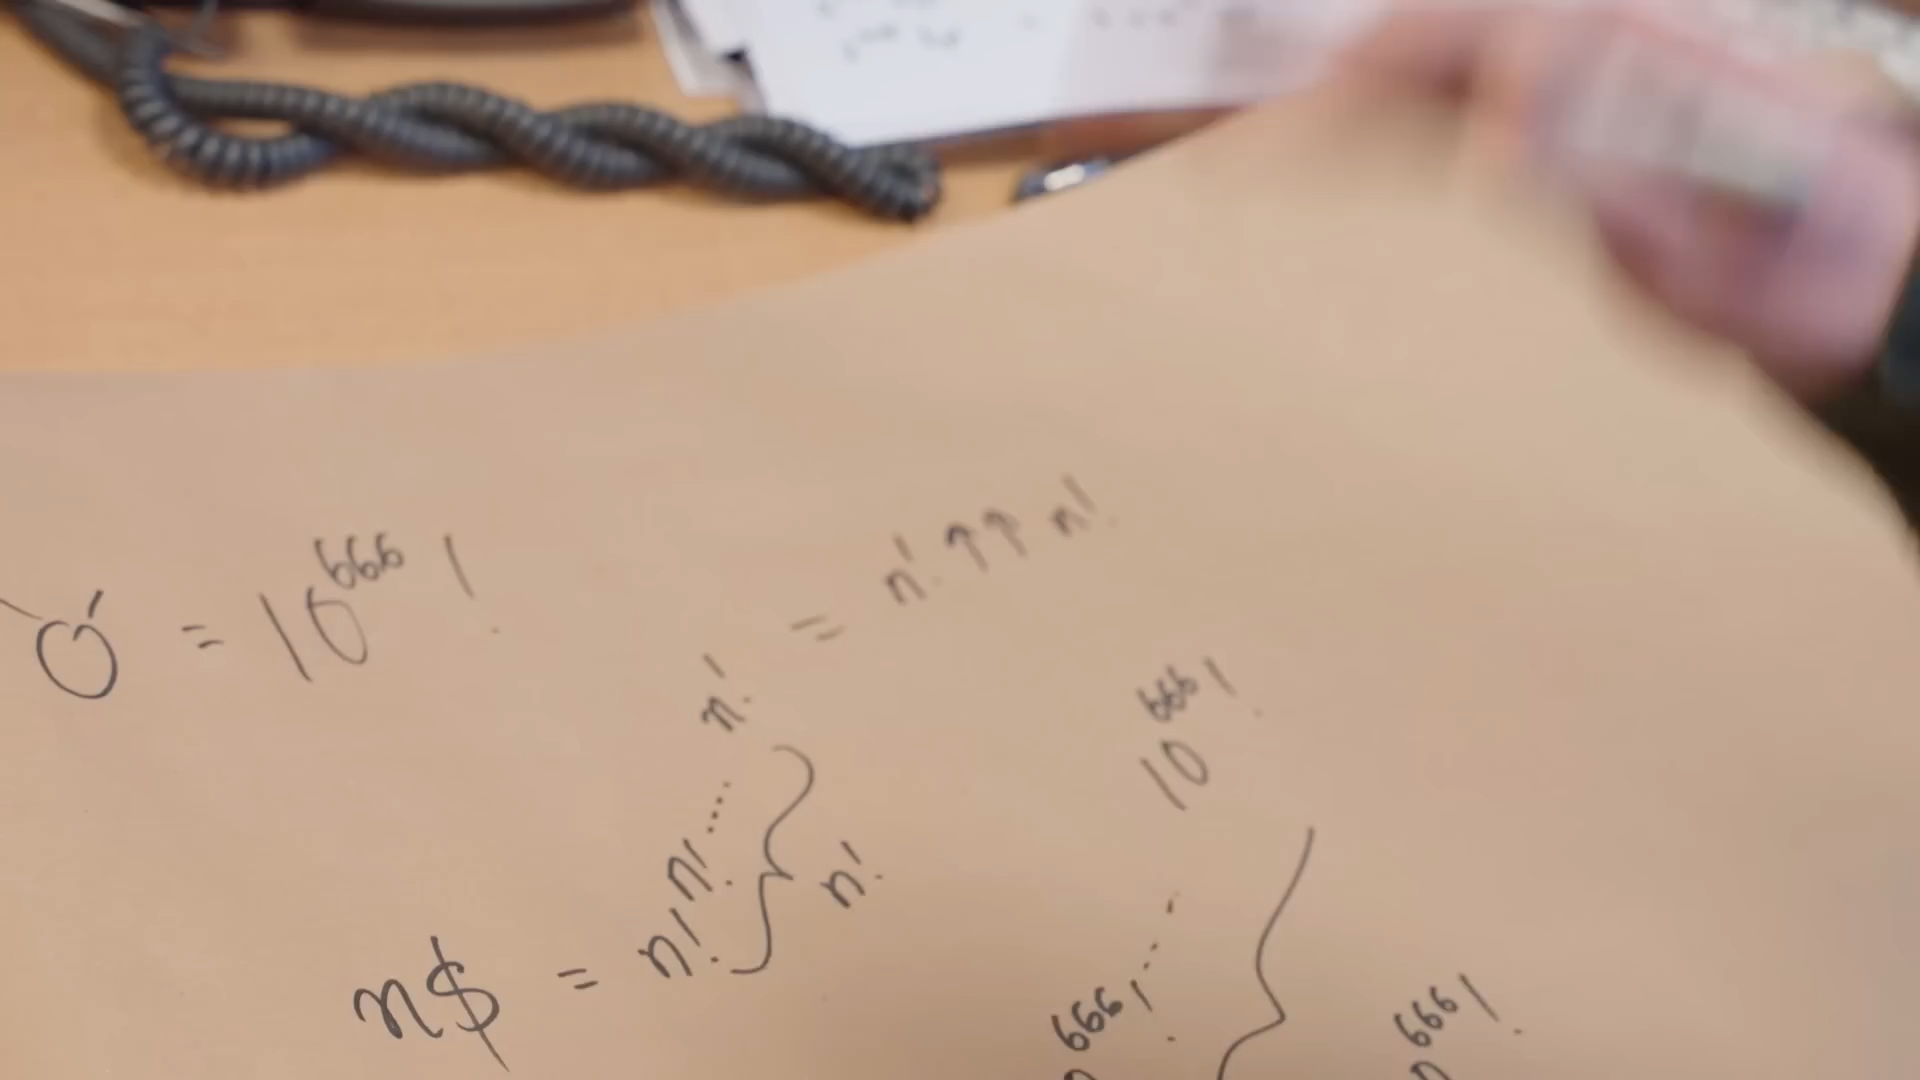 Ó = 10^666!
n$ = n!^n!^....^n! } n! = n!↑↑n!
10^666!
666!
666!